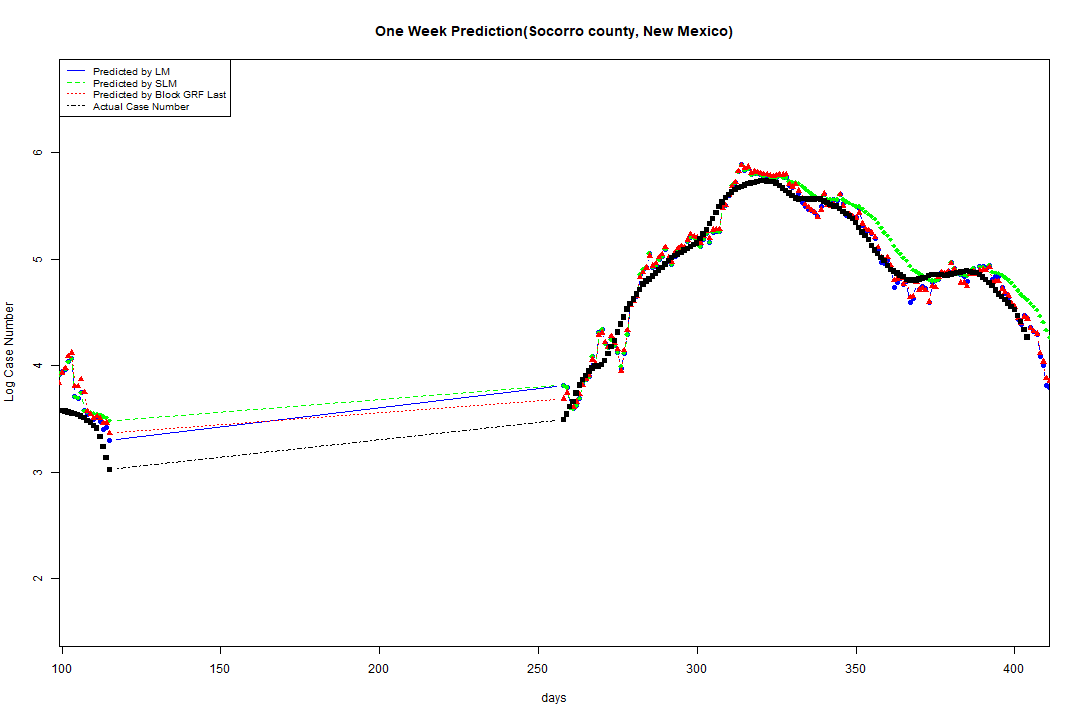 One Week Prediction(Socorro county, New Mexico)
Predicted by LM
Predicted by SLM
Predicted by Block GRF Last
Actual Case Number
Log Case Number
6
5
4
3
2
100 150 200 250 300 350 400
days